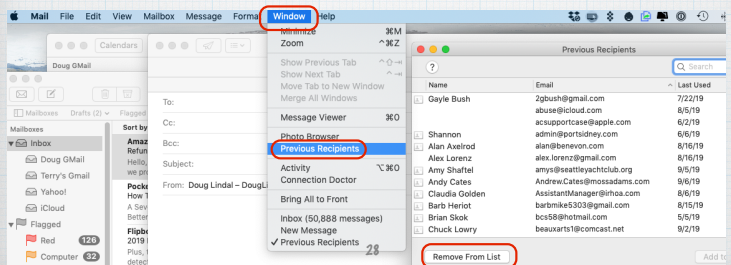 Mail File Edit View Mailbox Message Format Window Help
Calendars
Doug GMail
Mailboxes Drafts (2) Flagged
Mailboxes
Inbox
Doug GMail
Terry's Gmail
Yahoo!
iCloud
Flagged
Red 126
Computer 32
Sort by
Amaz
Refun
Hello,
we pro
Pocke
How T
A Sev
Better
Flipbo
2019
Plus, t
detect
To:
Cc:
Bcc:
Subject:
From: Doug Lindal – DougLi
Minimize ⌘M
Zoom ^⌘Z
Show Previous Tab ^⇧⇥
Show Next Tab ^⇥
Move Tab to New Window
Merge All Windows
Message Viewer ⌘0
Photo Browser
Previous Recipients
Activity ⌥⌘0
Connection Doctor
Bring All to Front
Inbox (50,888 messages)
New Message
✓ Previous Recipients
28
Previous Recipients
? Search
Name Email Last Used
Gayle Bush 2gbush@gmail.com 7/22/19
abuse@icloud.com 8/5/19
acsupportcase@apple.com 6/2/19
Shannon admin@portsidney.com 6/6/19
Alan Axelrod alan@benevon.com 8/16/19
Alex Lorenz alex.lorenz@gmail.com 8/16/19
Amy Shaftel amys@seattleyachtclub.org 9/5/19
Andy Cates Andrew.Cates@mossadams.com 9/6/19
Claudia Golden AssistantManager@irhoa.com 8/6/19
Barb Heriot barbmike5303@gmail.com 8/15/19
Brian Skok bcs58@hotmail.com 5/5/19
Chuck Lowry beauxarts1@comcast.net 9/2/19
Remove From List Add to